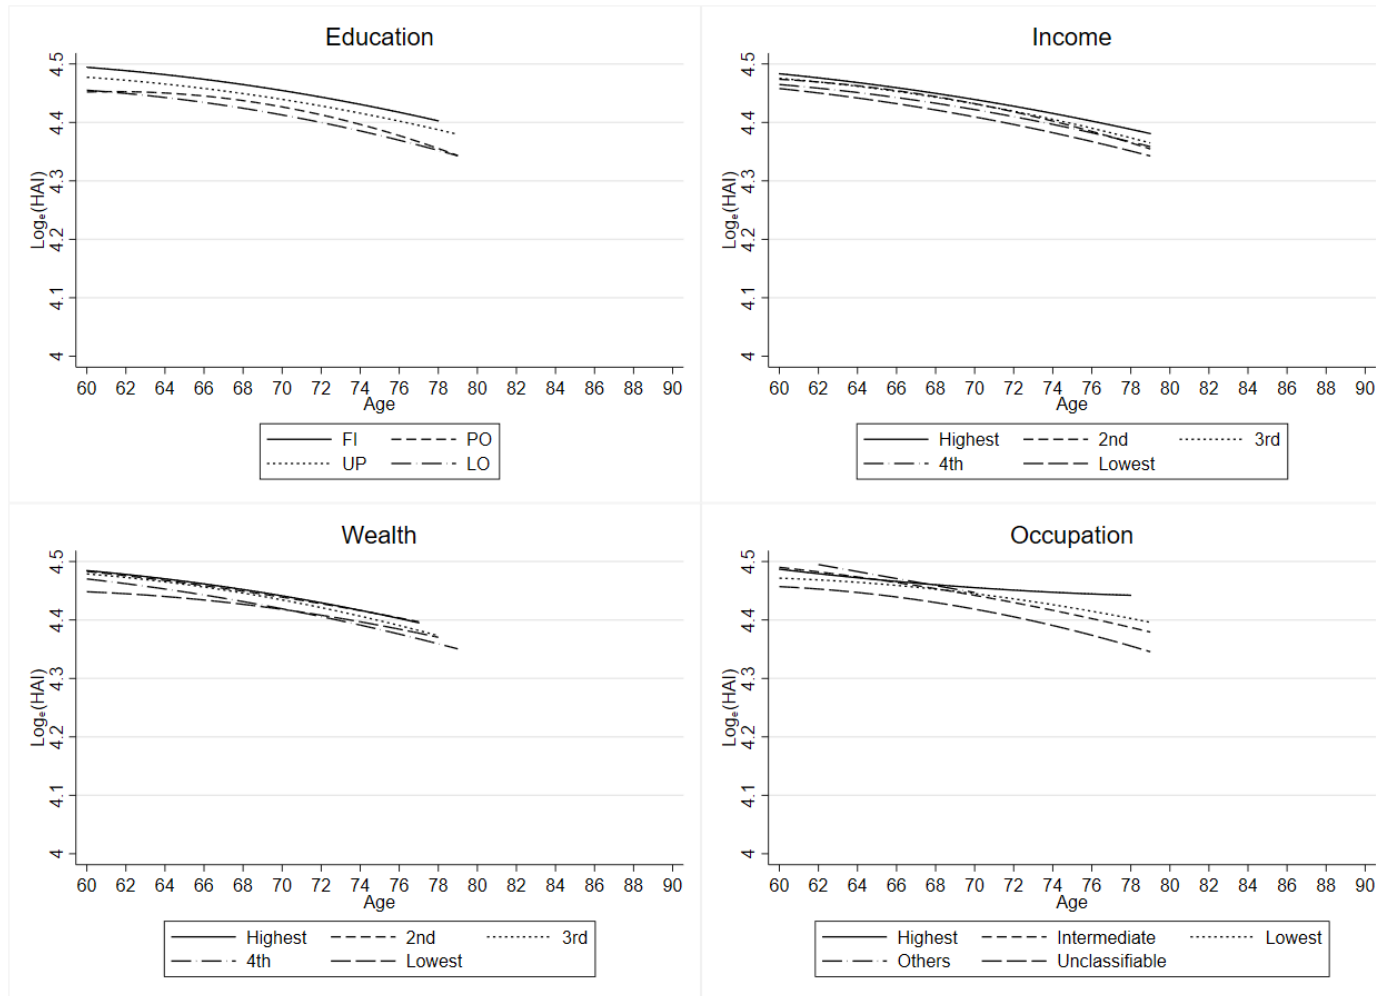 Education
Logₑ(HAI)
4.5
4.4
4.3
4.2
4.1
4
60 62 64 66 68 70 72 74 76 78 80 82 84 86 88 90
Age
FI PO
UP LO
Income
Logₑ(HAI)
4.5
4.4
4.3
4.2
4.1
4
60 62 64 66 68 70 72 74 76 78 80 82 84 86 88 90
Age
Highest 2nd 3rd
4th Lowest
Wealth
Logₑ(HAI)
4.5
4.4
4.3
4.2
4.1
4
60 62 64 66 68 70 72 74 76 78 80 82 84 86 88 90
Age
Highest 2nd 3rd
4th Lowest
Occupation
Logₑ(HAI)
4.5
4.4
4.3
4.2
4.1
4
60 62 64 66 68 70 72 74 76 78 80 82 84 86 88 90
Age
Highest Intermediate Lowest
Others Unclassifiable